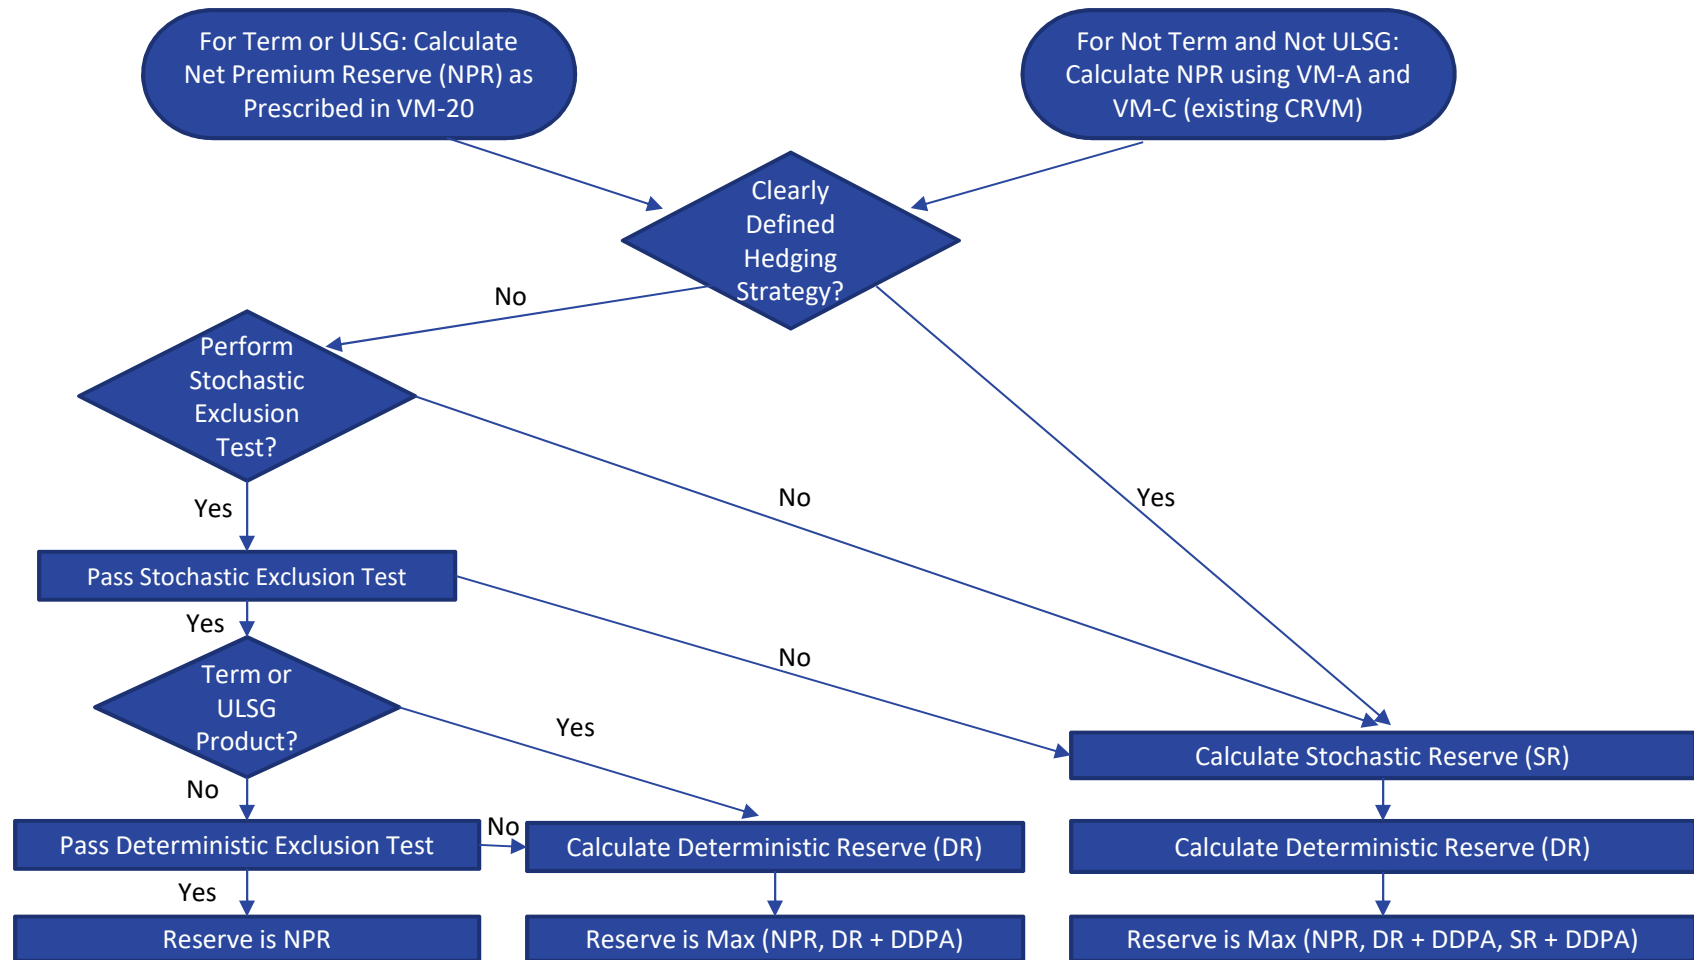 For Term or ULSG: Calculate
Net Premium Reserve (NPR) as
Prescribed in VM-20
For Not Term and Not ULSG:
Calculate NPR using VM-A and
VM-C (existing CRVM)
Clearly
Defined
Hedging
Strategy?
No
Yes
Perform
Stochastic
Exclusion
Test?
No
Yes
Pass Stochastic Exclusion Test
Yes
No
Term or
ULSG
Product?
Yes
No
Calculate Stochastic Reserve (SR)
Pass Deterministic Exclusion Test
No
Calculate Deterministic Reserve (DR)
Calculate Deterministic Reserve (DR)
Yes
Reserve is NPR
Reserve is Max (NPR, DR + DDPA)
Reserve is Max (NPR, DR + DDPA, SR + DDPA)